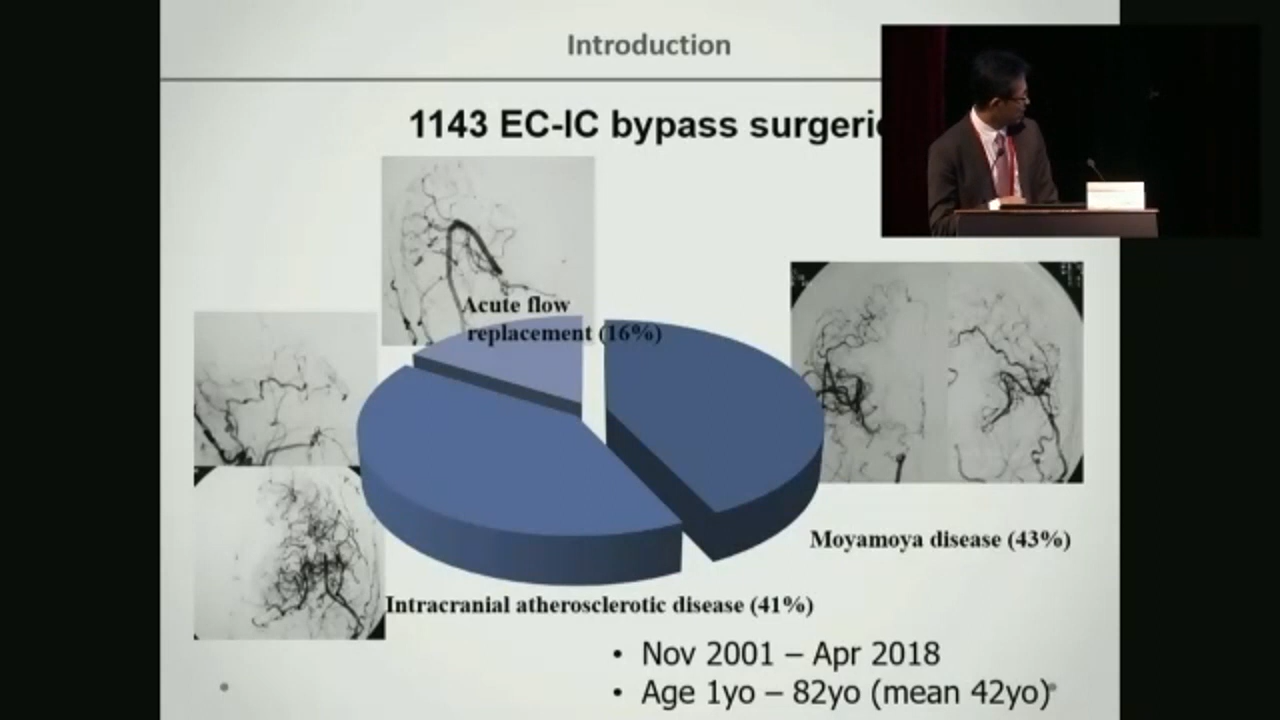 Introduction
1143 EC-IC bypass
Acute flow
replacement (16%)
Moyamoya disease (43%)
Intracranial atherosclerotic disease (41%)
• Nov 2001 – Apr 2018
• Age 1yo – 82yo (mean 42yo)